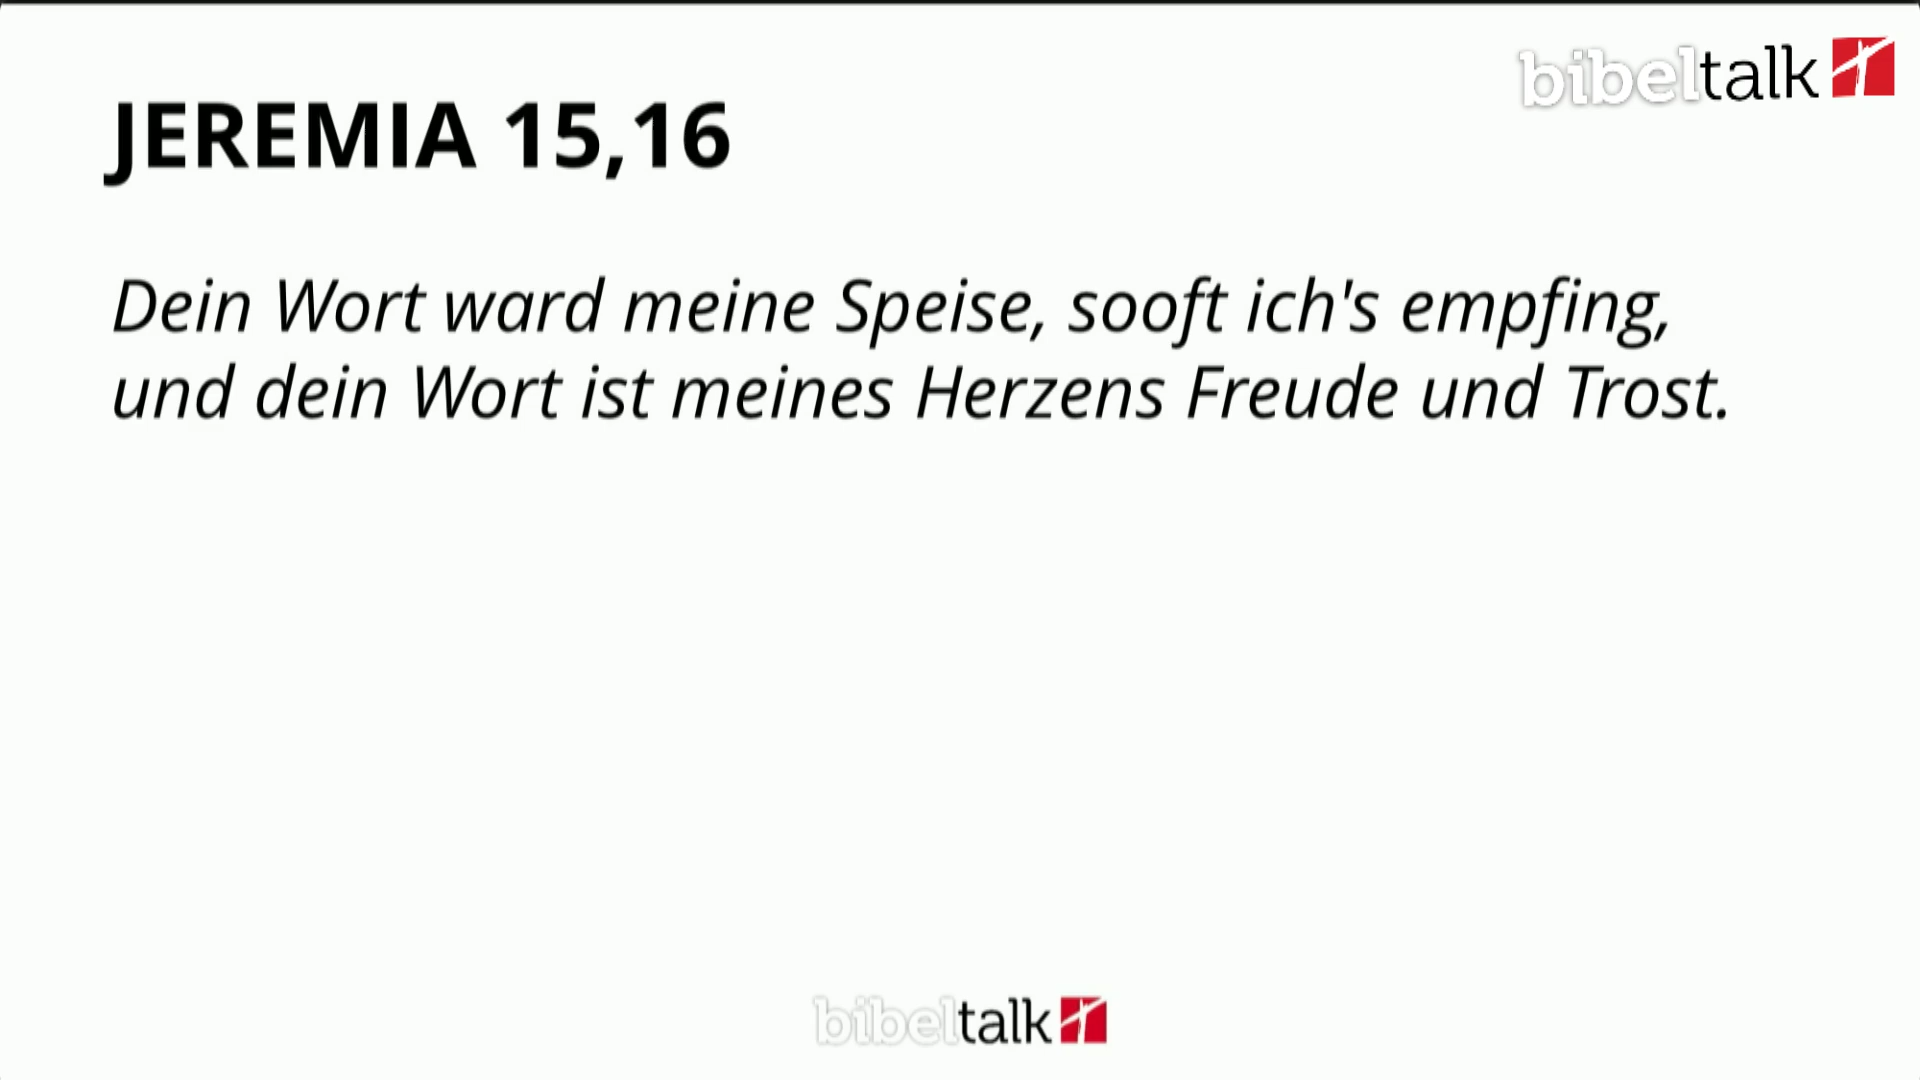 bibeltalk
JEREMIA 15,16
Dein Wort ward meine Speise, sooft ich's empfing,
und dein Wort ist meines Herzens Freude und Trost.
bibeltalk